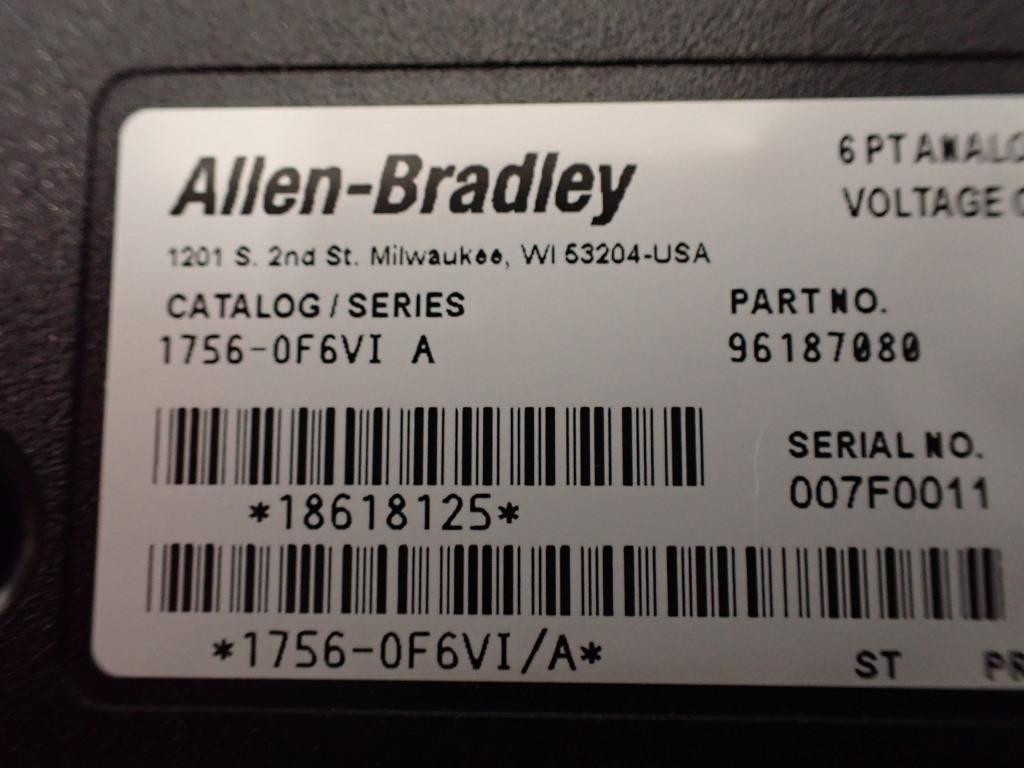 Allen-Bradley
1201 S. 2nd St. Milwaukee, WI 53204-USA
6 PT
VOLTAGE
CATALOG / SERIES
1756-OF6VI A
PART NO.
96187080
SERIAL NO.
007F0011
*18618125*
*1756-OF6VI/A*
ST